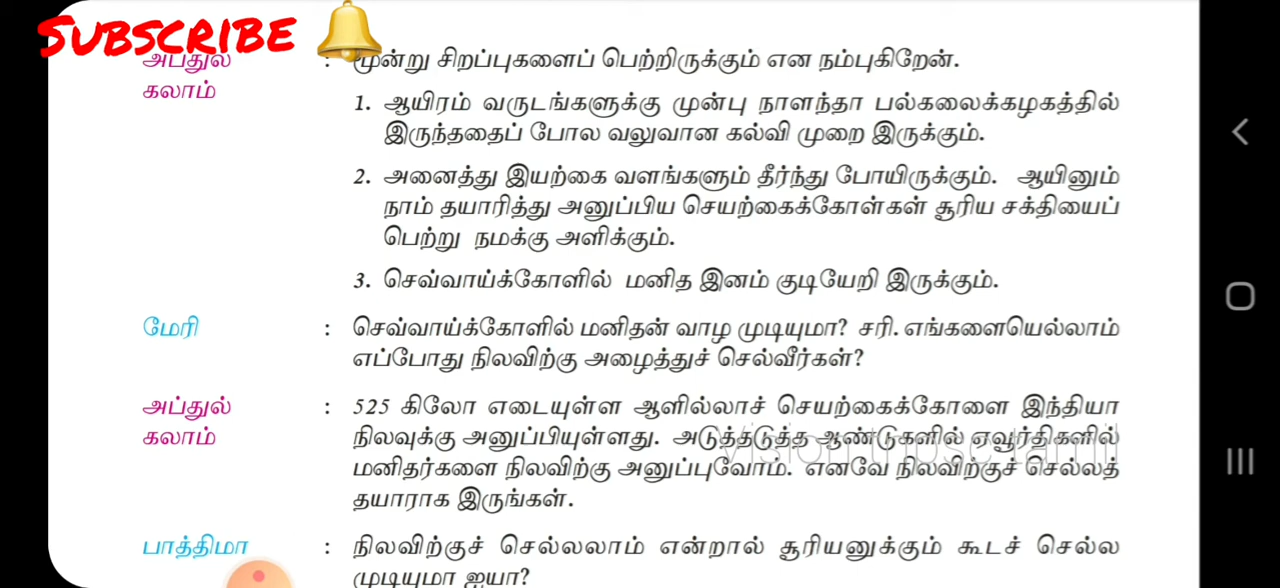 SUBSCRIBE
அப்துல் : மூன்று சிறப்புகளைப் பெற்றிருக்கும் என நம்புகிறேன்.
கலாம்
1. ஆயிரம் வருடங்களுக்கு முன்பு நாளந்தா பல்கலைக்கழகத்தில்
இருந்ததைப் போல வலுவான கல்வி முறை இருக்கும்.
2. அனைத்து இயற்கை வளங்களும் தீர்ந்து போயிருக்கும். ஆயினும்
நாம் தயாரித்து அனுப்பிய செயற்கைக்கோள்கள் சூரிய சக்தியைப்
பெற்று நமக்கு அளிக்கும்.
3. செவ்வாய்க்கோளில் மனித இனம் குடியேறி இருக்கும்.
மேரி : செவ்வாய்க்கோளில் மனிதன் வாழ முடியுமா? சரி. எங்களையெல்லாம்
எப்போது நிலவிற்கு அழைத்துச் செல்வீர்கள்?
அப்துல் : 525 கிலோ எடையுள்ள ஆளில்லாச் செயற்கைக்கோளை இந்தியா
கலாம் நிலவுக்கு அனுப்பியுள்ளது. அடுத்தடுத்த ஆண்டுகளில் ஏவூர்திகளில்
Vision tnpsc tamil
மனிதர்களை நிலவிற்கு அனுப்புவோம். எனவே நிலவிற்குச் செல்லத்
தயாராக இருங்கள்.
பாத்திமா : நிலவிற்குச் செல்லலாம் என்றால் சூரியனுக்கும் கூடச் செல்ல
முடியுமா ஐயா?